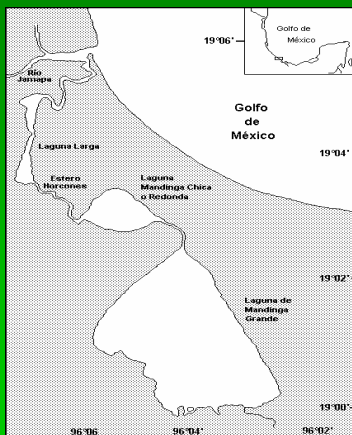 Golfo de
México
19°06'
Río
Jamapa
Golfo
de
México
Laguna Larga
19°04'
Estero
Horcones
Laguna
Mandinga Chica
o Redonda
19°02'
Laguna de
Mandinga
Grande
19°00'
96°06
96°04'
96°02'